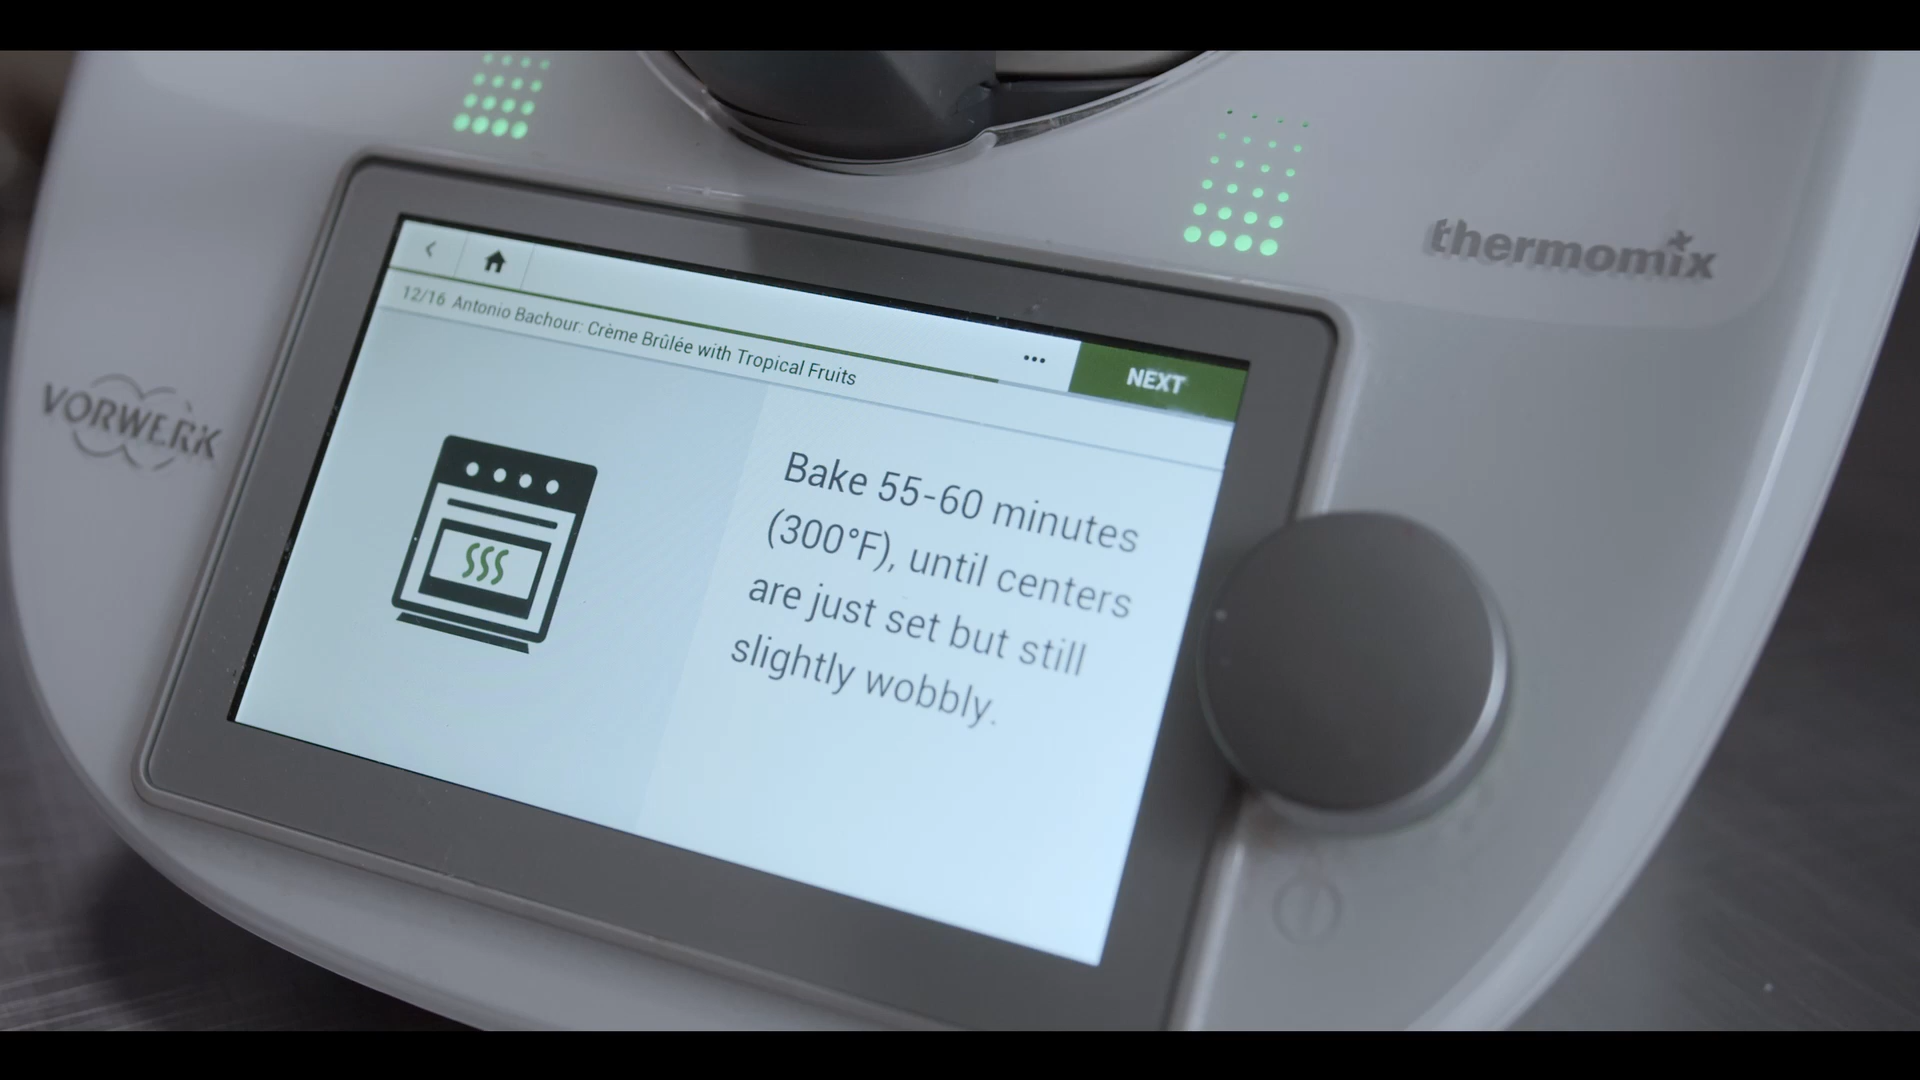 thermomix
VORWERK
12/16 Antonio Bachour: Crème Brûlée with Tropical Fruits
...
NEXT
Bake 55-60 minutes
(300°F), until centers
are just set but still
slightly wobbly.